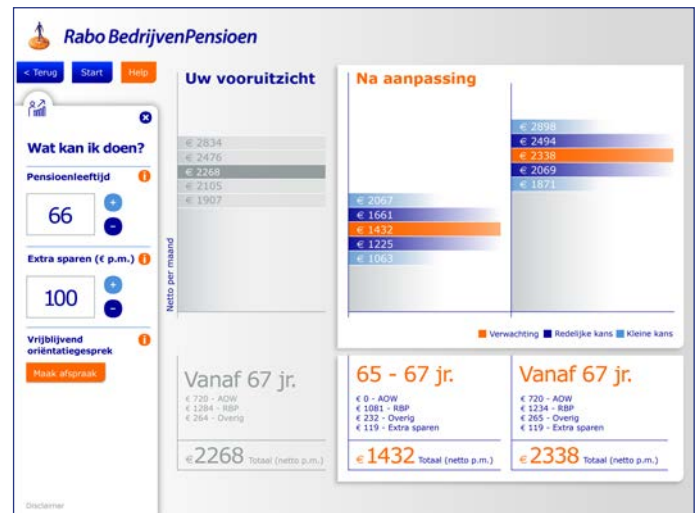 Rabo BedrijvenPensioen
< Terug
Start
Help
Wat kan ik doen?
Pensioenleeftijd
66
Extra sparen (€ p.m.)
100
Vrijblijvend
oriëntatiegesprek
Maak afspraak
Disclaimer
Uw vooruitzicht
€ 2834
€ 2476
€ 2268
€ 2105
€ 1907
Netto per maand
Na aanpassing
€ 2067
€ 1661
€ 1432
€ 1225
€ 1063
€ 2898
€ 2494
€ 2338
€ 2069
€ 1871
Verwachting Redelijke kans Kleine kans
Vanaf 67 jr.
€ 720 - AOW
€ 1284 - RBP
€ 264 - Overig
€ 2268 Totaal (netto p.m.)
65 - 67 jr.
€ 0 - AOW
€ 1081 - RBP
€ 232 - Overig
€ 119 - Extra sparen
€ 1432 Totaal (netto p.m.)
Vanaf 67 jr.
€ 720 - AOW
€ 1234 - RBP
€ 265 - Overig
€ 119 - Extra sparen
€ 2338 Totaal (netto p.m.)